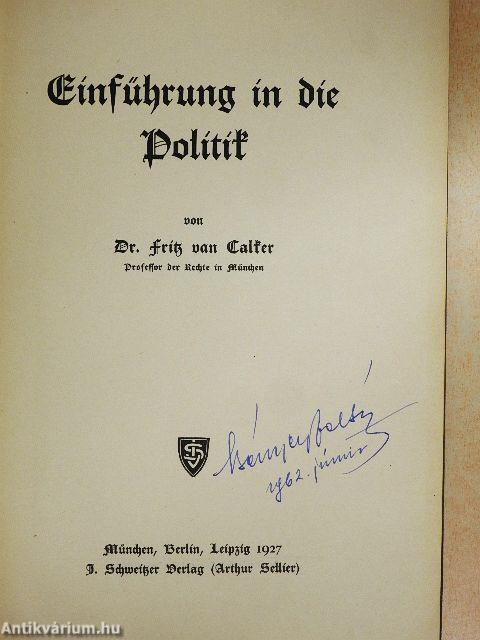 Einführung in die
Politik
von
Dr. Fritz van Calker
Professor der Rechte in München
1962. június
München, Berlin, Leipzig 1927
J. Schweitzer Verlag (Arthur Sellier)
Antikvárium.hu